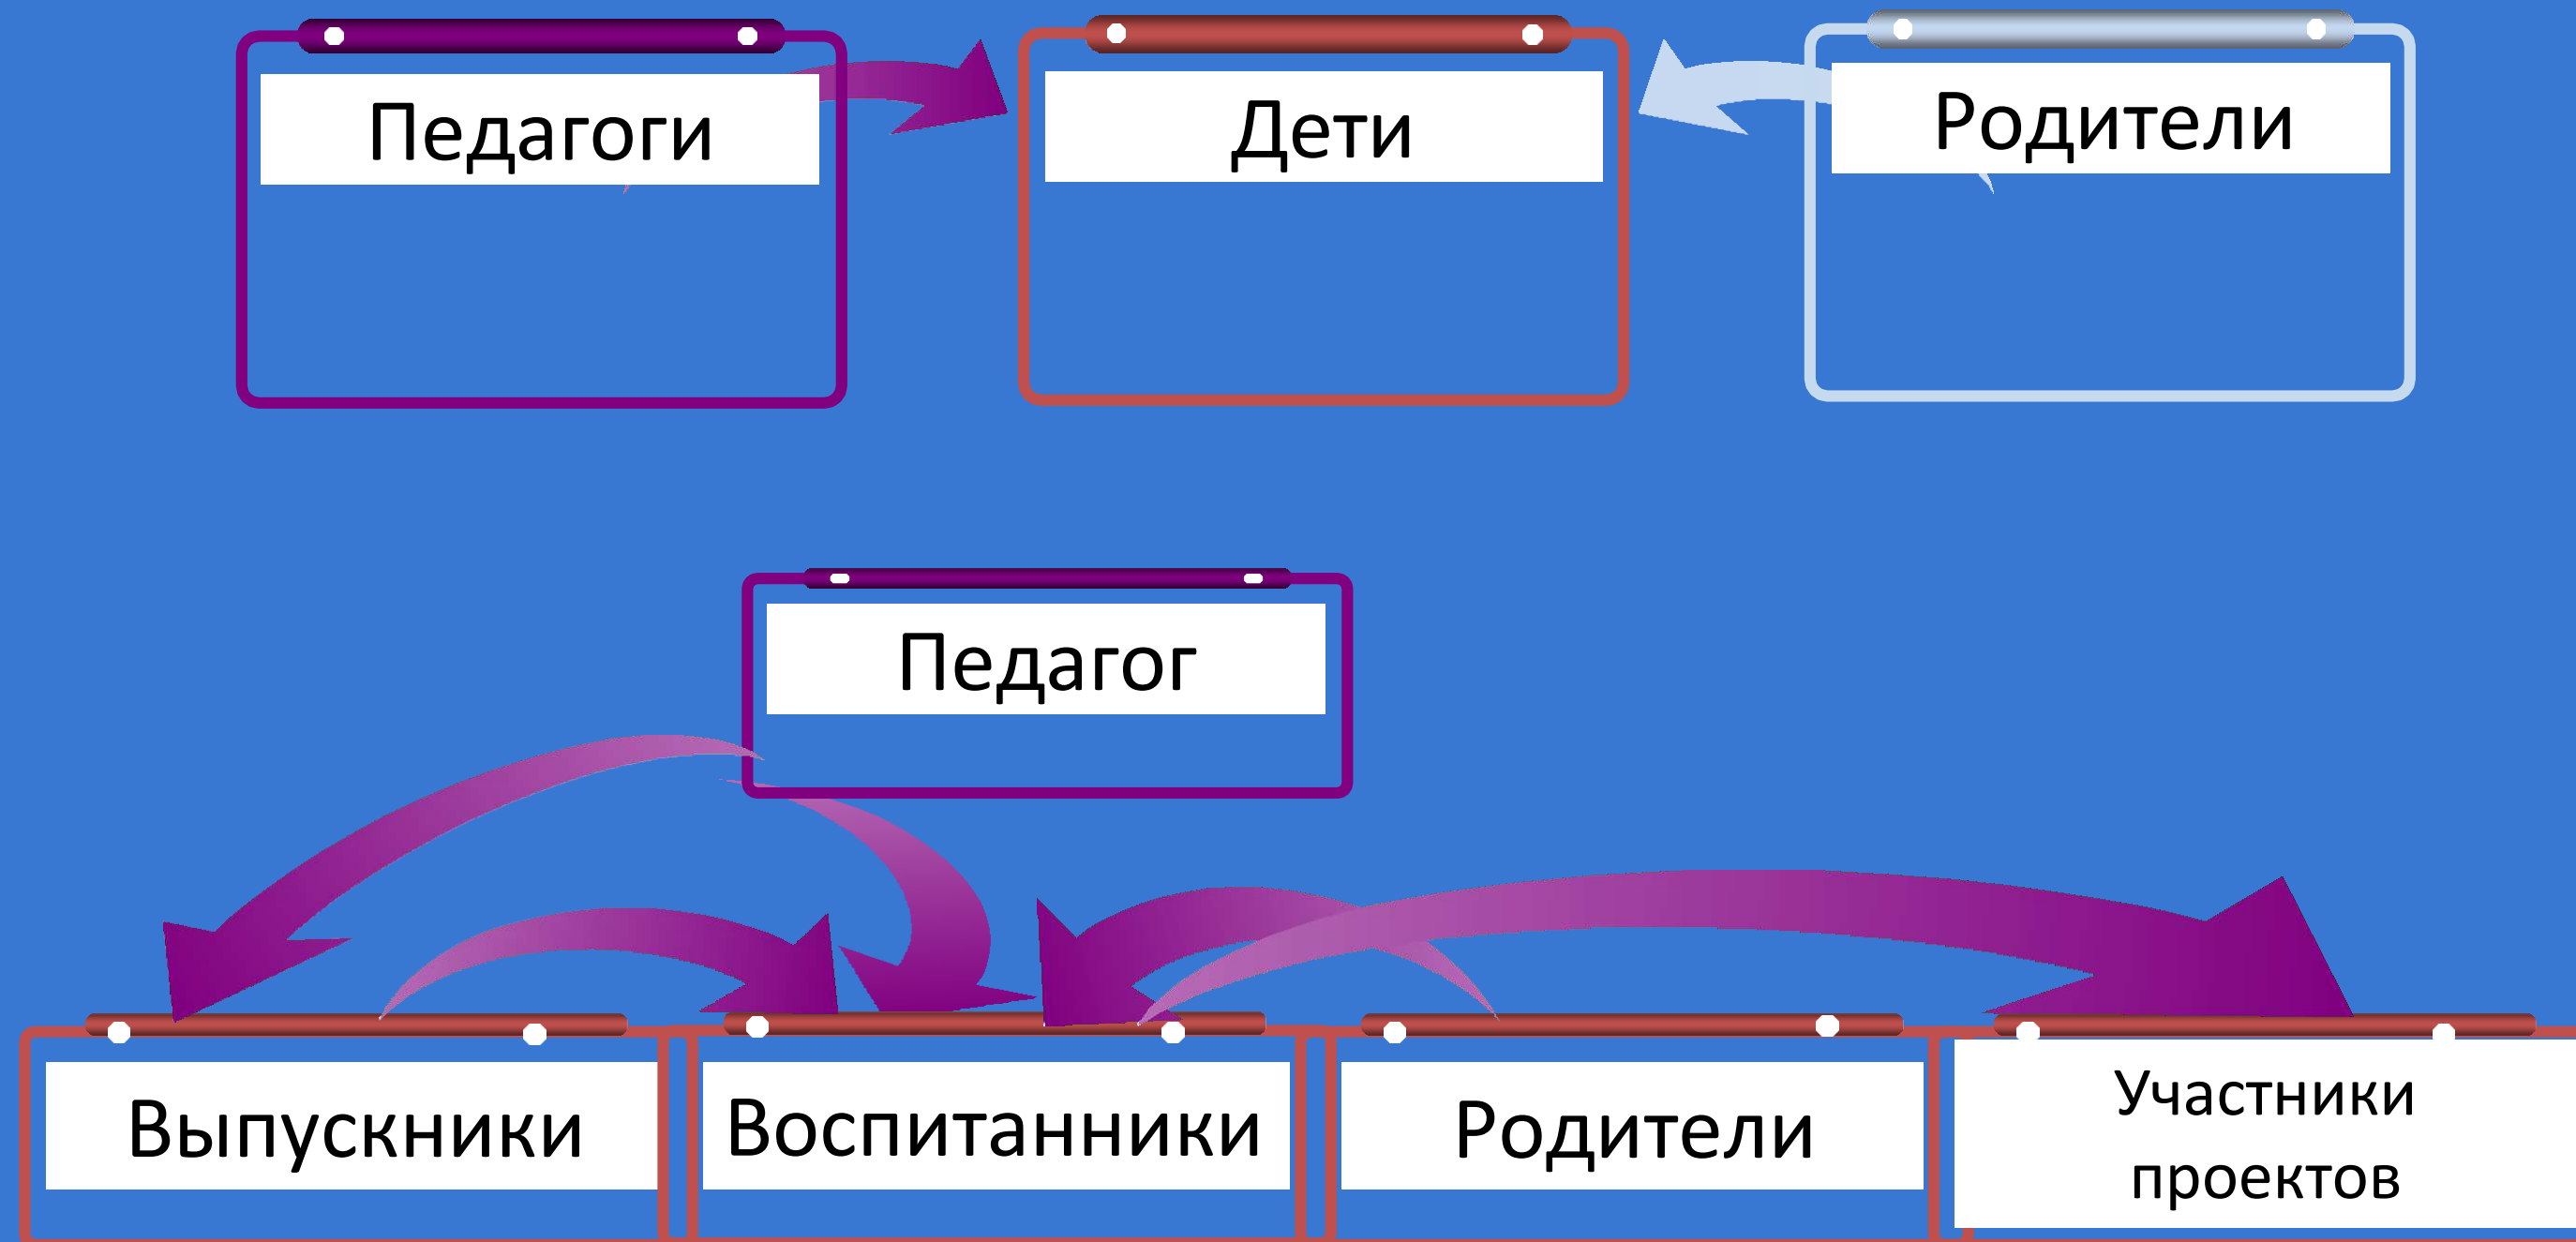 Педагоги
Дети
Родители
Педагог
Выпускники
Воспитанники
Родители
Участники
проектов